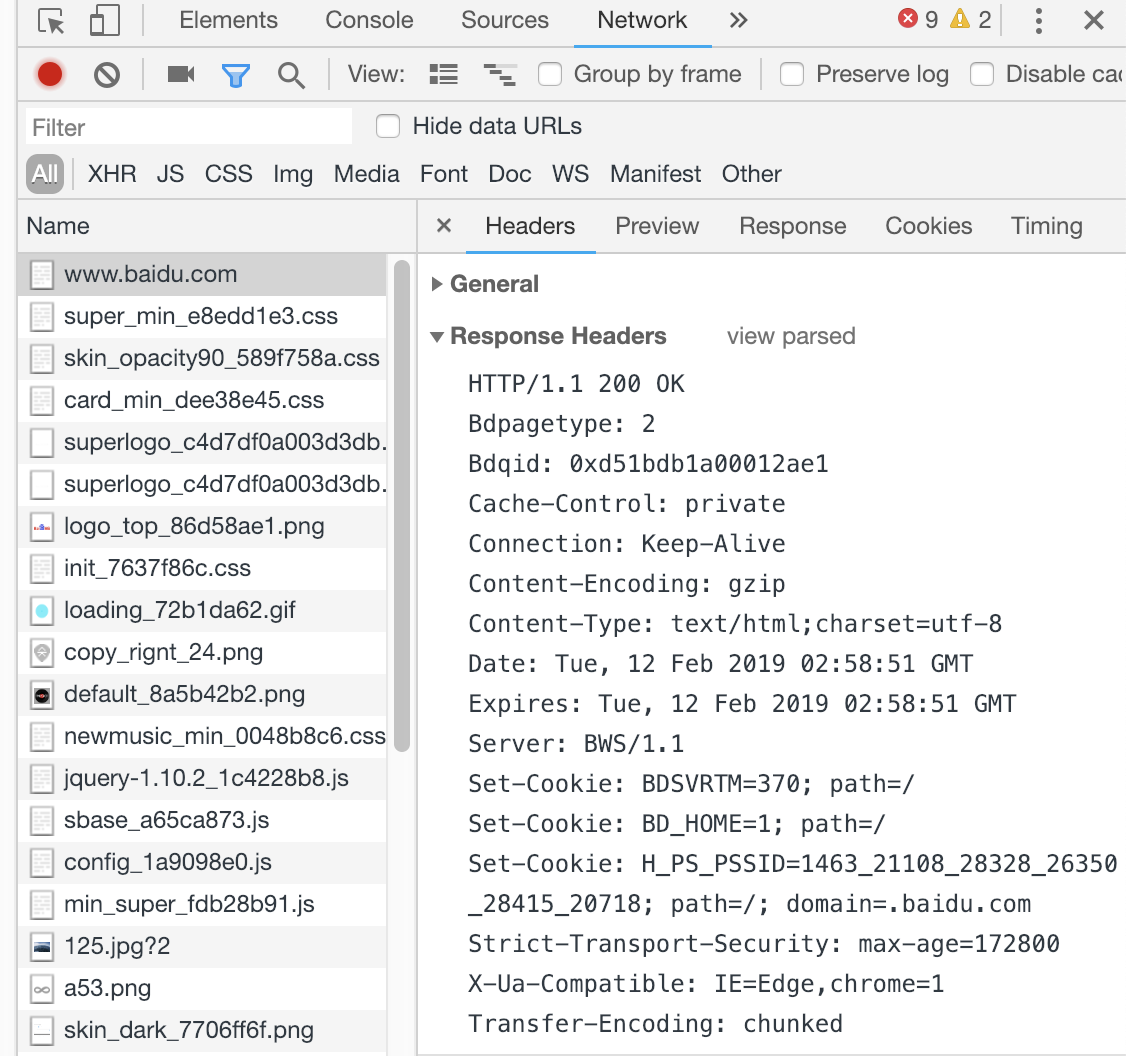 Elements Console Sources Network » 9 2
View: Group by frame Preserve log Disable
Filter Hide data URLs
All XHR JS CSS Img Media Font Doc WS Manifest Other
Name
Headers Preview Response Cookies Timing
www.baidu.com
super_min_e8edd1e3.css
skin_opacity90_589f758a.css
card_min_dee38e45.css
superlogo_c4d7df0a003d3db.
superlogo_c4d7df0a003d3db.
logo_top_86d58ae1.png
init_7637f86c.css
loading_72b1da62.gif
copy_rignt_24.png
default_8a5b42b2.png
newmusic_min_0048b8c6.css
jquery-1.10.2_1c4228b8.js
sbase_a65ca873.js
config_1a9098e0.js
min_super_fdb28b91.js
125.jpg?2
a53.png
skin_dark_7706ff6f.png
General
Response Headers view parsed
HTTP/1.1 200 OK
Bdpagetype: 2
Bdqid: 0xd51bdb1a00012ae1
Cache-Control: private
Connection: Keep-Alive
Content-Encoding: gzip
Content-Type: text/html;charset=utf-8
Date: Tue, 12 Feb 2019 02:58:51 GMT
Expires: Tue, 12 Feb 2019 02:58:51 GMT
Server: BWS/1.1
Set-Cookie: BDSVRTM=370; path=/
Set-Cookie: BD_HOME=1; path=/
Set-Cookie: H_PS_PSSID=1463_21108_28328_26350
_28415_20718; path=/; domain=.baidu.com
Strict-Transport-Security: max-age=172800
X-Ua-Compatible: IE=Edge,chrome=1
Transfer-Encoding: chunked